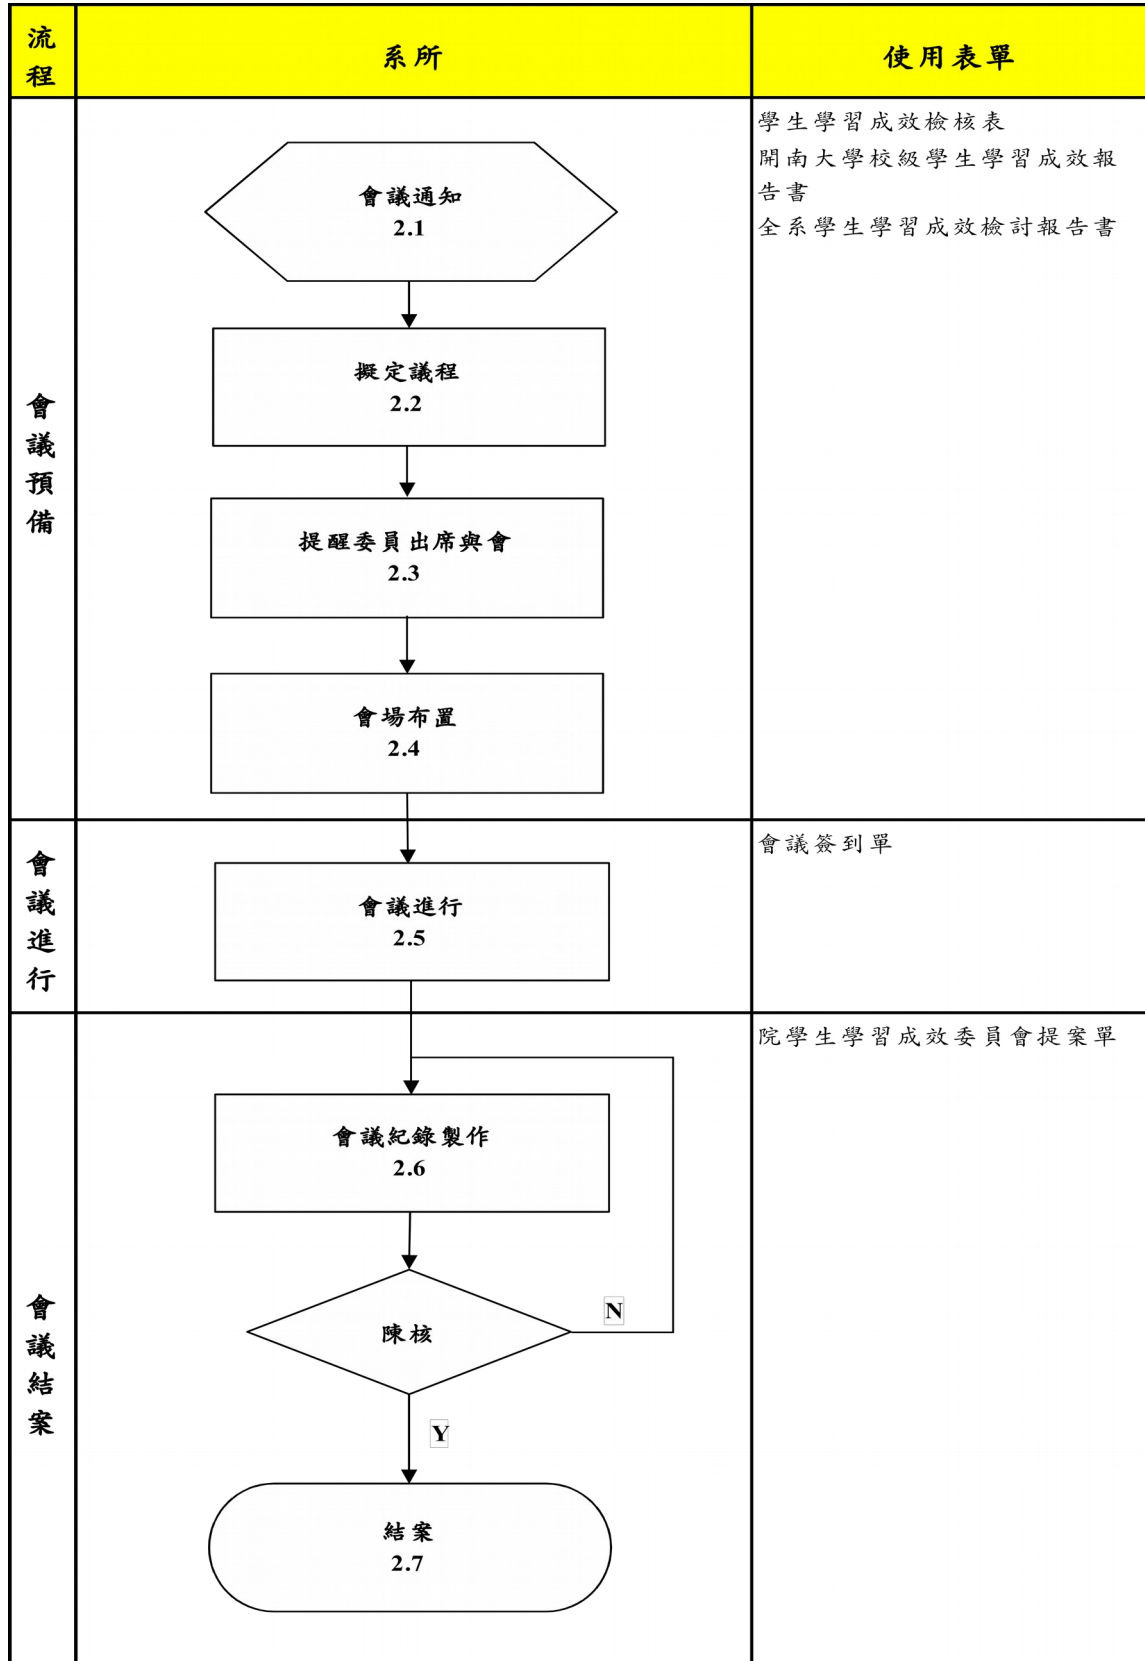 流程
系所
使用表單
會議預備
會議通知
2.1
擬定議程
2.2
提醒委員出席與會
2.3
會場布置
2.4
學生學習成效檢核表
開南大學校級學生學習成效報
告書
全系學生學習成效檢討報告書
會議進行
會議進行
2.5
會議簽到單
會議結案
會議紀錄製作
2.6
陳核
N
Y
結案
2.7
院學生學習成效委員會提案單